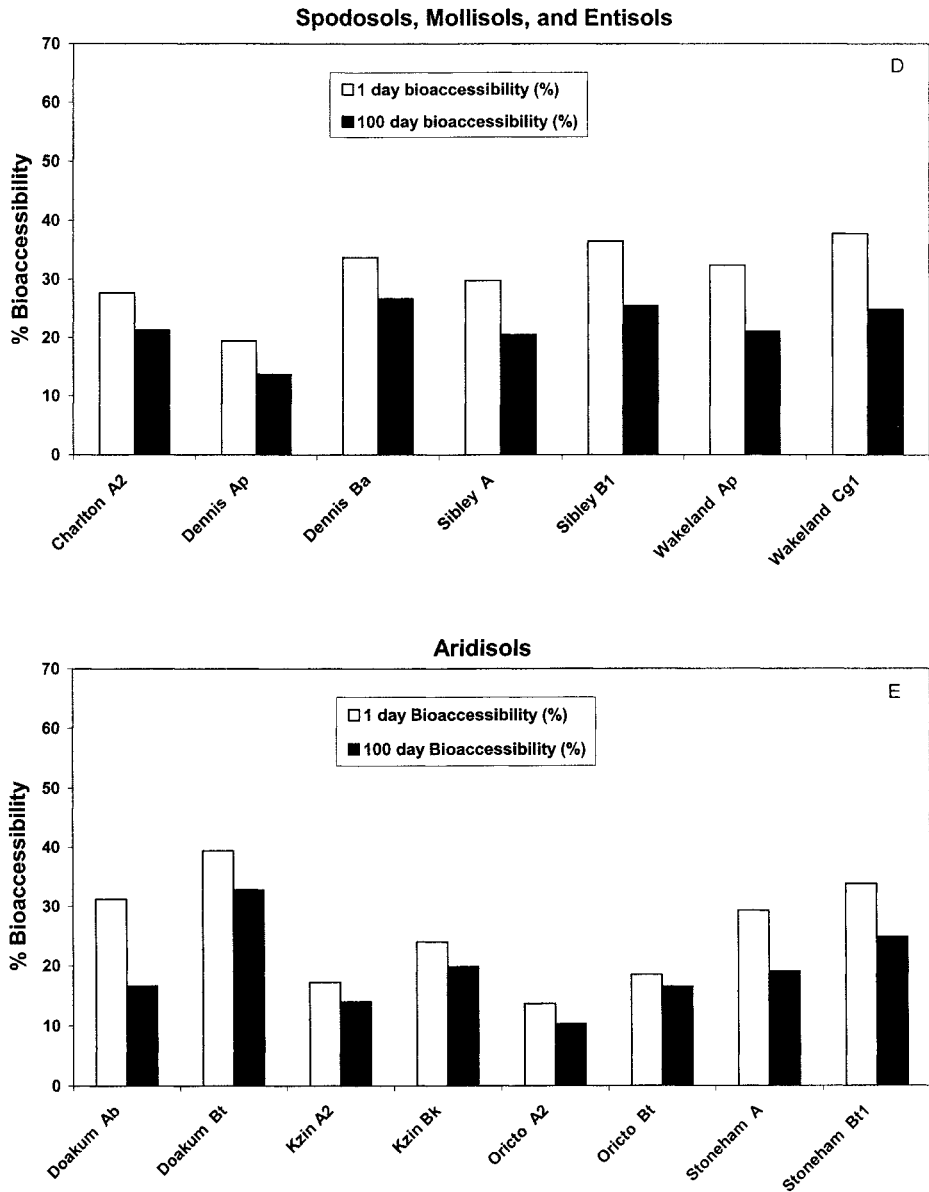 Spodosols, Mollisols, and Entisols
D
1 day bioaccessibility (%)
100 day bioaccessibility (%)
% Bioaccessibility
70
60
50
40
30
20
10
0
Charlton A2
Dennis Ap
Dennis Ba
Sibley A
Sibley B1
Wakeland Ap
Wakeland Cg1
Aridisols
E
1 day Bioaccessibility (%)
100 day Bioaccessibility (%)
% Bioaccessibility
70
60
50
40
30
20
10
0
Doakum Ab
Doakum Bt
Kzin A2
Kzin Bk
Oricto A2
Oricto Bt
Stoneham A
Stoneham Bt1